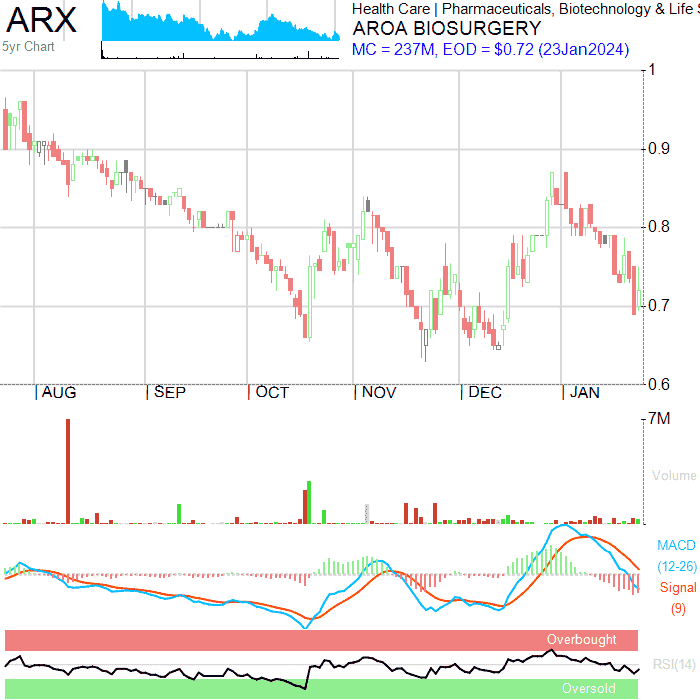 ARX
5yr Chart
Health Care | Pharmaceuticals, Biotechnology & Life S
AROA BIOSURGERY
MC = 237M, EOD = $0.72 (23Jan2024)
1
0.9
0.8
0.7
0.6
AUG SEP OCT NOV DEC JAN
7M
Volume
MACD
(12-26)
Signal
(9)
Overbought
RSI(14)
Oversold